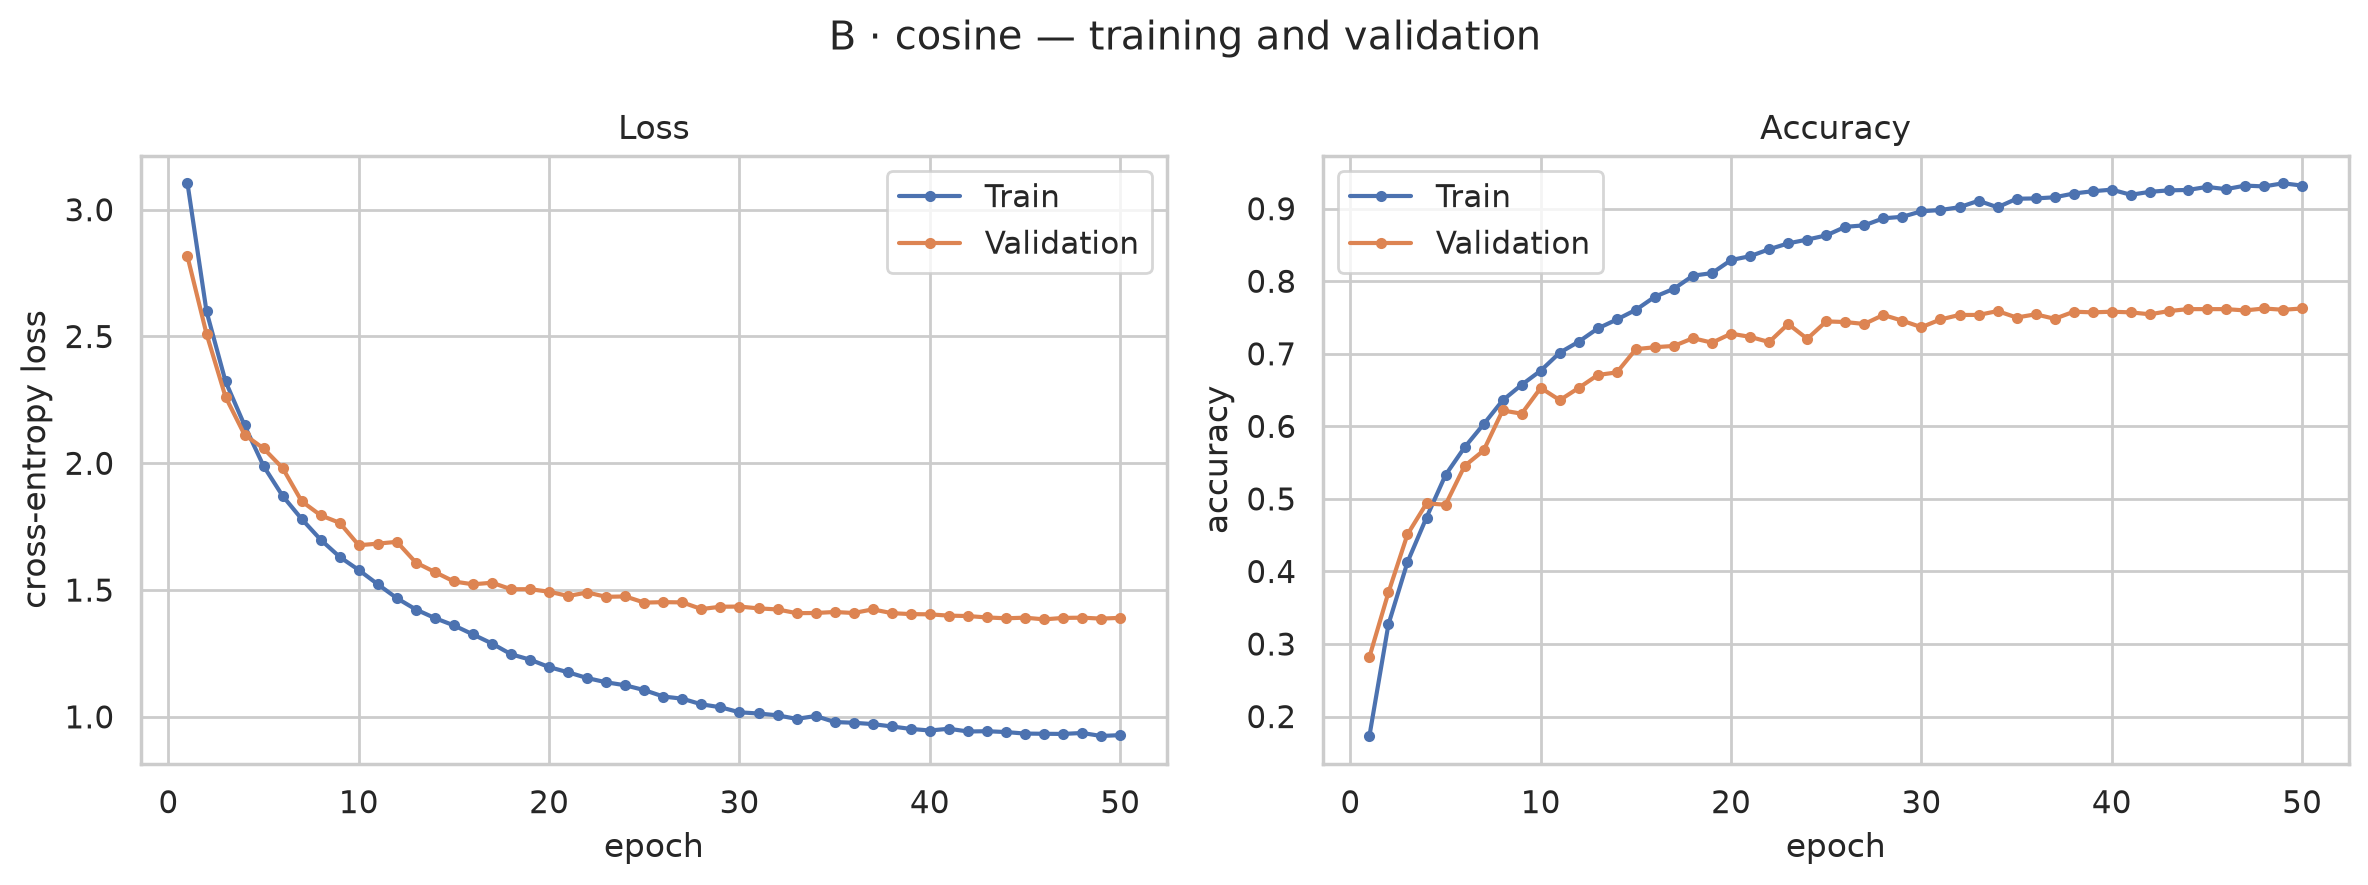 B · cosine — training and validation
Loss
Train
Validation
3.0
2.5
2.0
1.5
1.0
cross-entropy loss
0
10
20
30
40
50
epoch
Accuracy
Train
Validation
0.9
0.8
0.7
0.6
0.5
0.4
0.3
0.2
accuracy
0
10
20
30
40
50
epoch